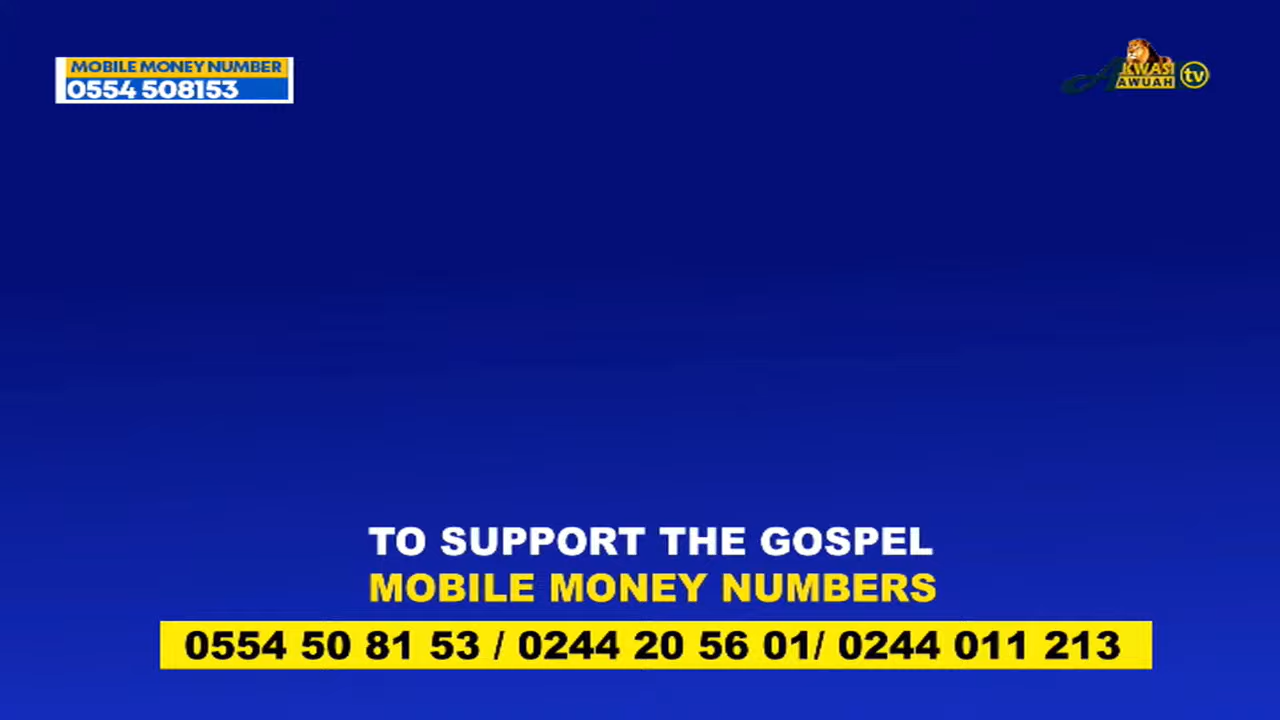 MOBILE MONEY NUMBER
0554 508153
AKWASI
AWUAH
tv
TO SUPPORT THE GOSPEL
MOBILE MONEY NUMBERS
0554 50 81 53 / 0244 20 56 01/ 0244 011 213